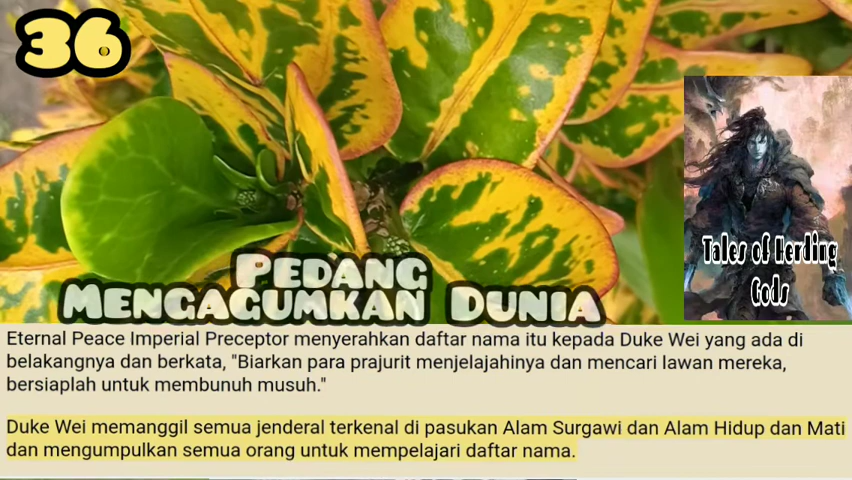 36
Tales of Herding
Gods
PEDANG
MENGAGUMKAN DUNIA
Eternal Peace Imperial Preceptor menyerahkan daftar nama itu kepada Duke Wei yang ada di
belakangnya dan berkata, "Biarkan para prajurit menjelajahinya dan mencari lawan mereka,
bersiaplah untuk membunuh musuh."
Duke Wei memanggil semua jenderal terkenal di pasukan Alam Surgawi dan Alam Hidup dan Mati
dan mengumpulkan semua orang untuk mempelajari daftar nama.